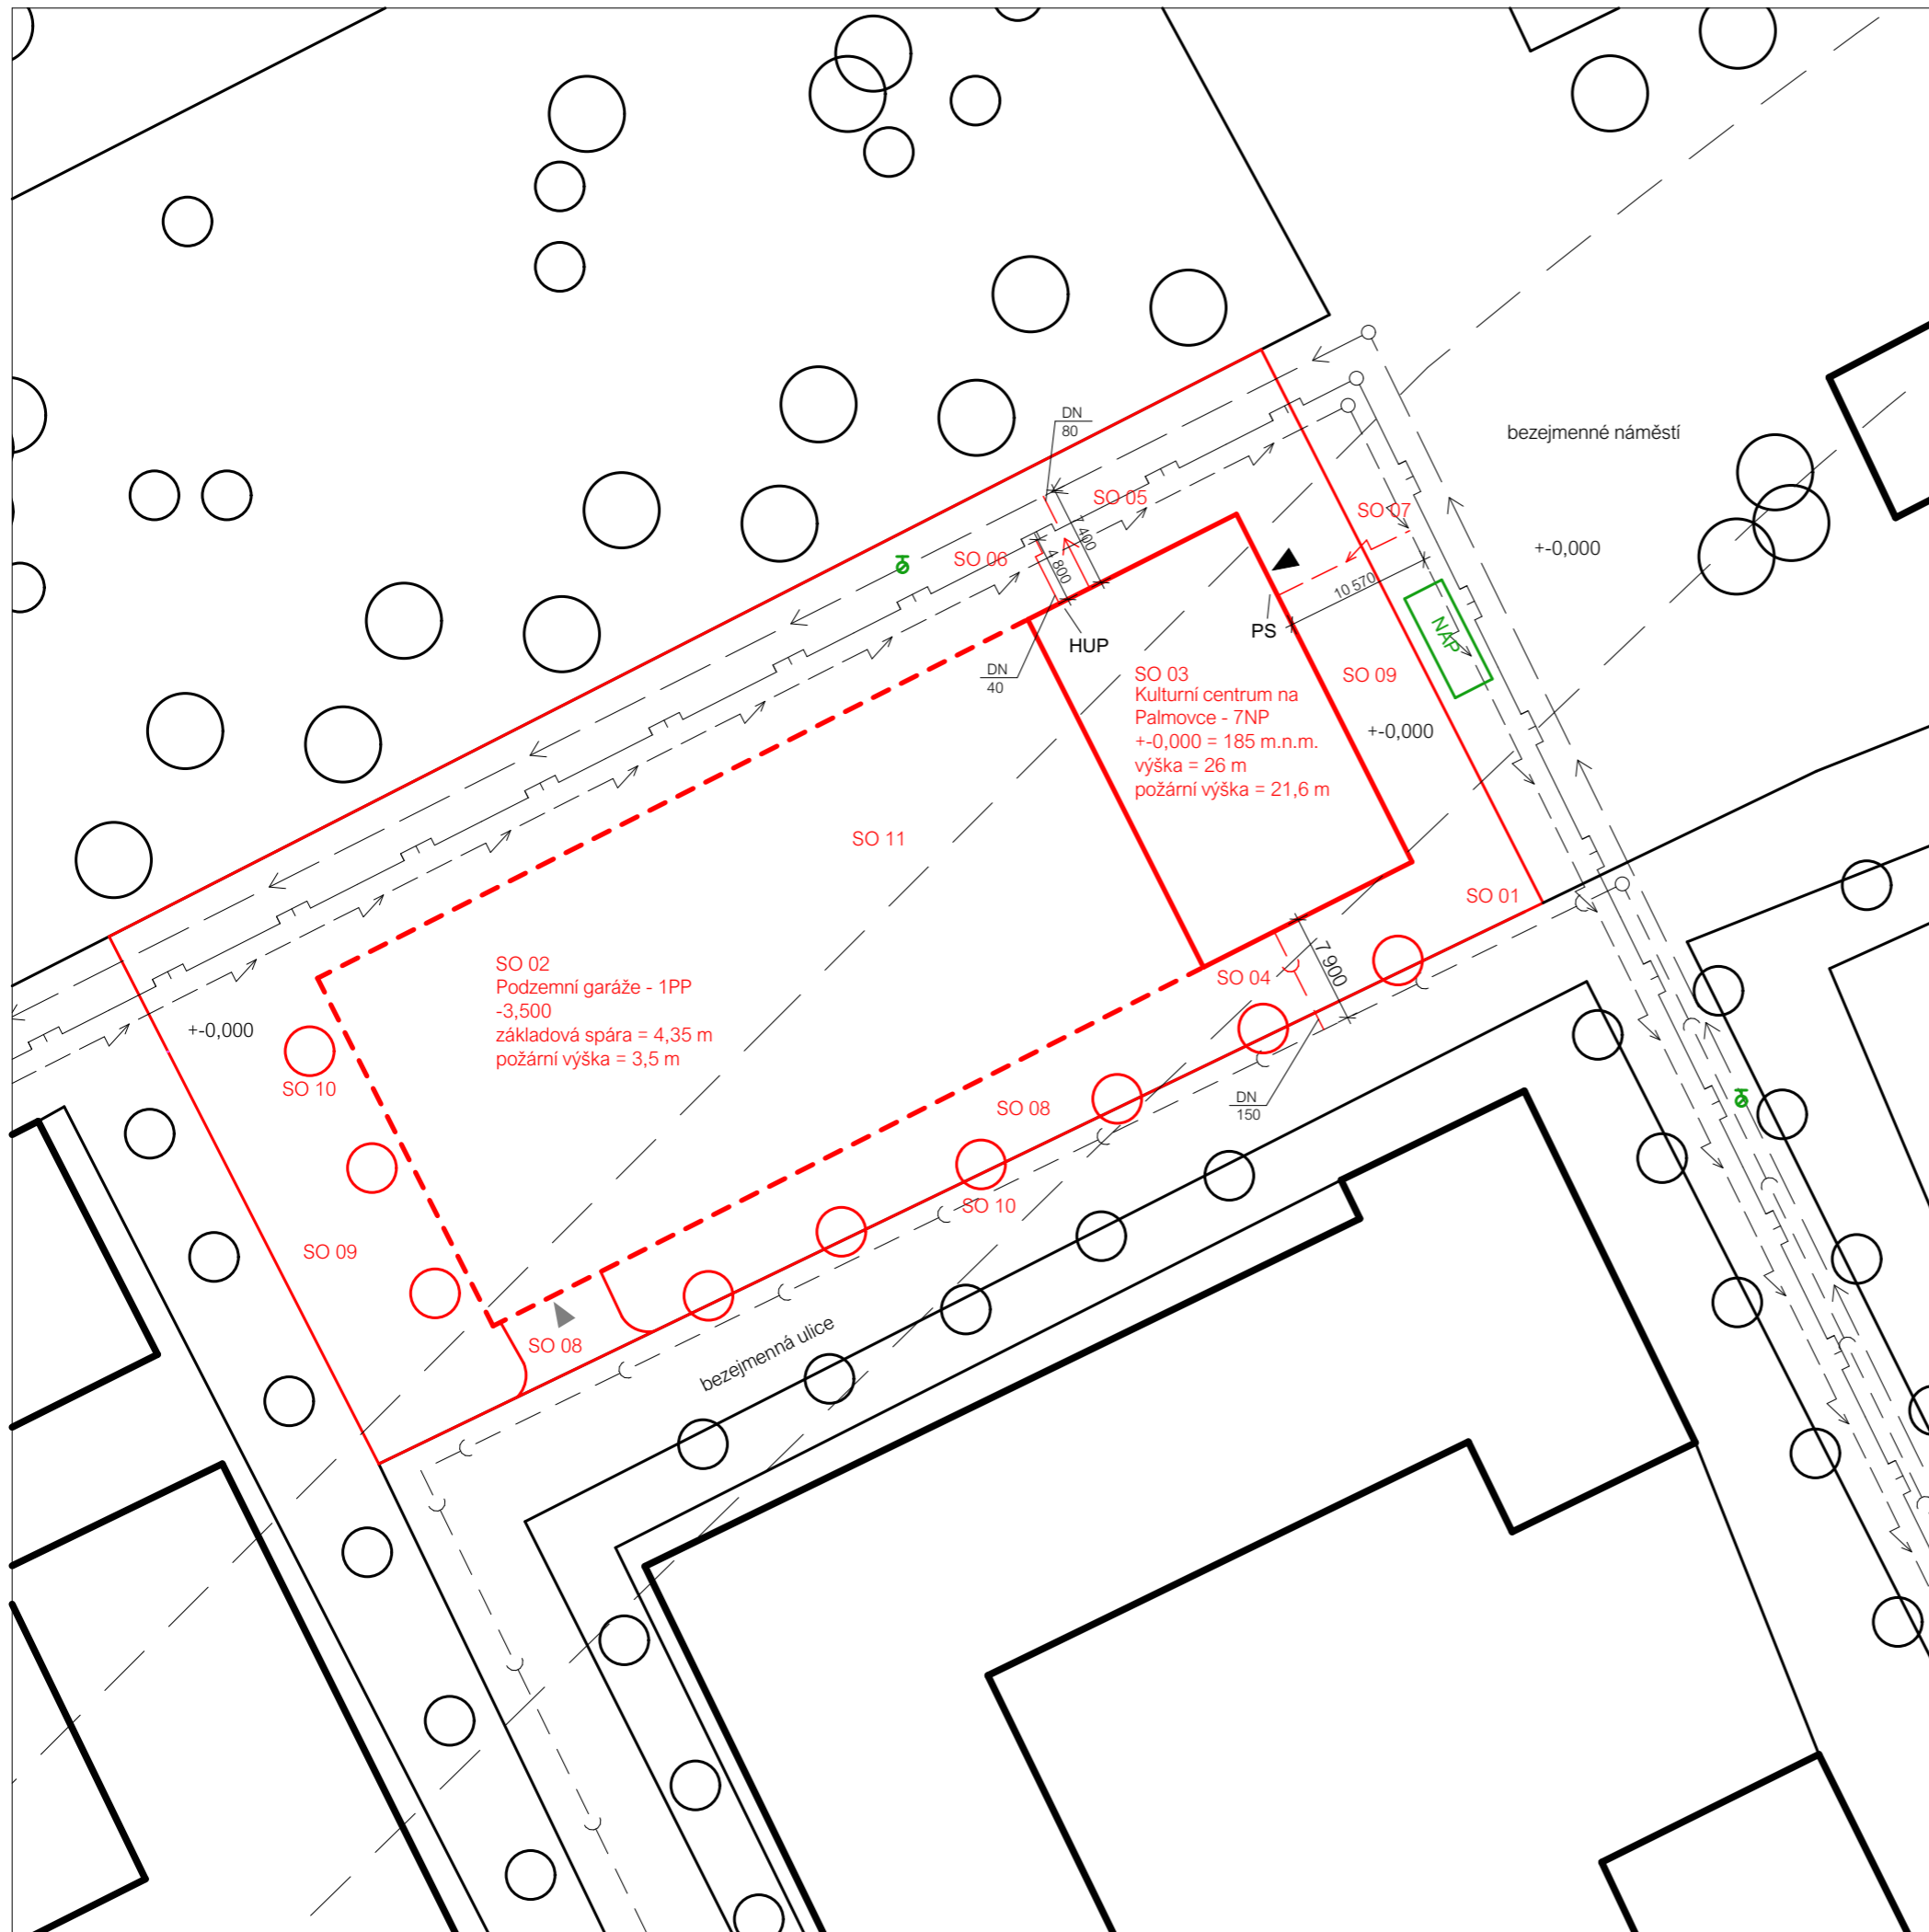 DN
80
bezejmenné náměstí
SO 05
SO 07
7 400
+-0,000
SO 06
4 800
10 570
NAP
PS
HUP
DN
40
SO 03
Kulturní centrum na
Palmovce - 7NP
+-0,000 = 185 m.n.m.
výška = 26 m
požární výška = 21,6 m
SO 09
+-0,000
SO 11
SO 01
SO 02
Podzemní garáže - 1PP
-3,500
základová spára = 4,35 m
požární výška = 3,5 m
SO 04
7 900
+-0,000
SO 10
SO 08
DN
150
SO 10
SO 09
SO 08
bezejmenná ulice